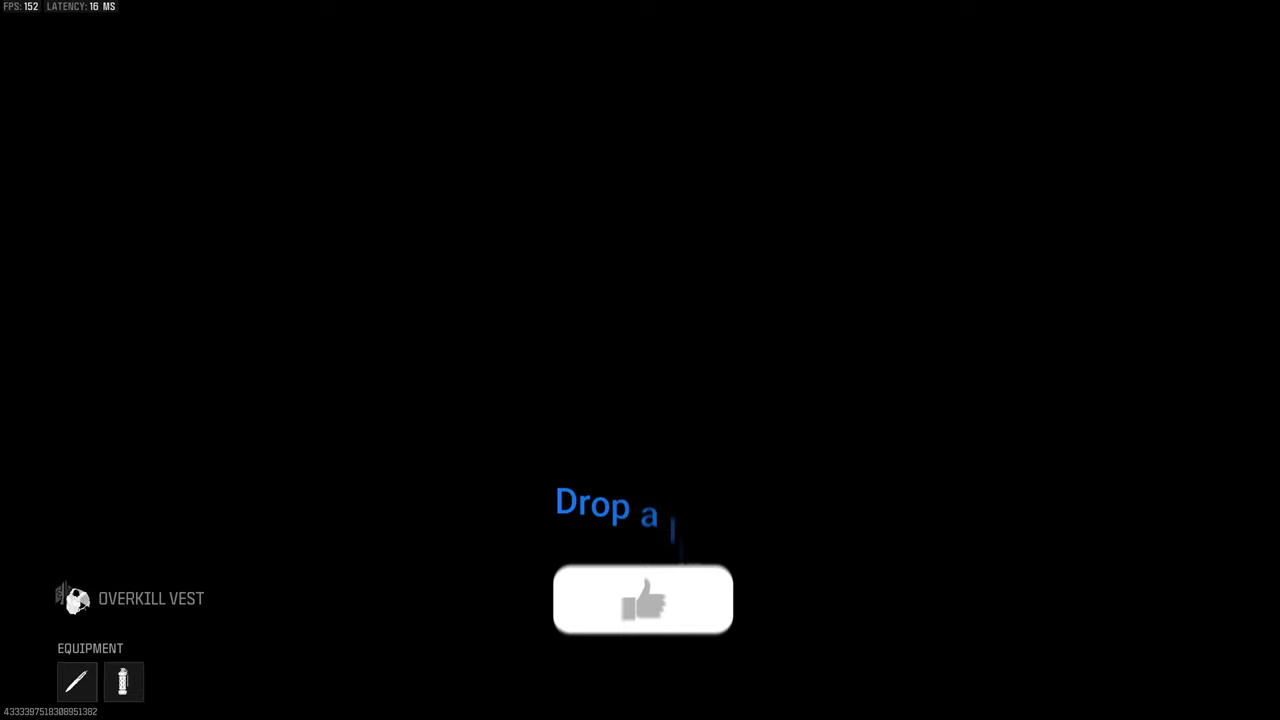 FPS: 152 LATENCY: 16 MS
Drop a l
OVERKILL VEST
EQUIPMENT
4333397518308951382